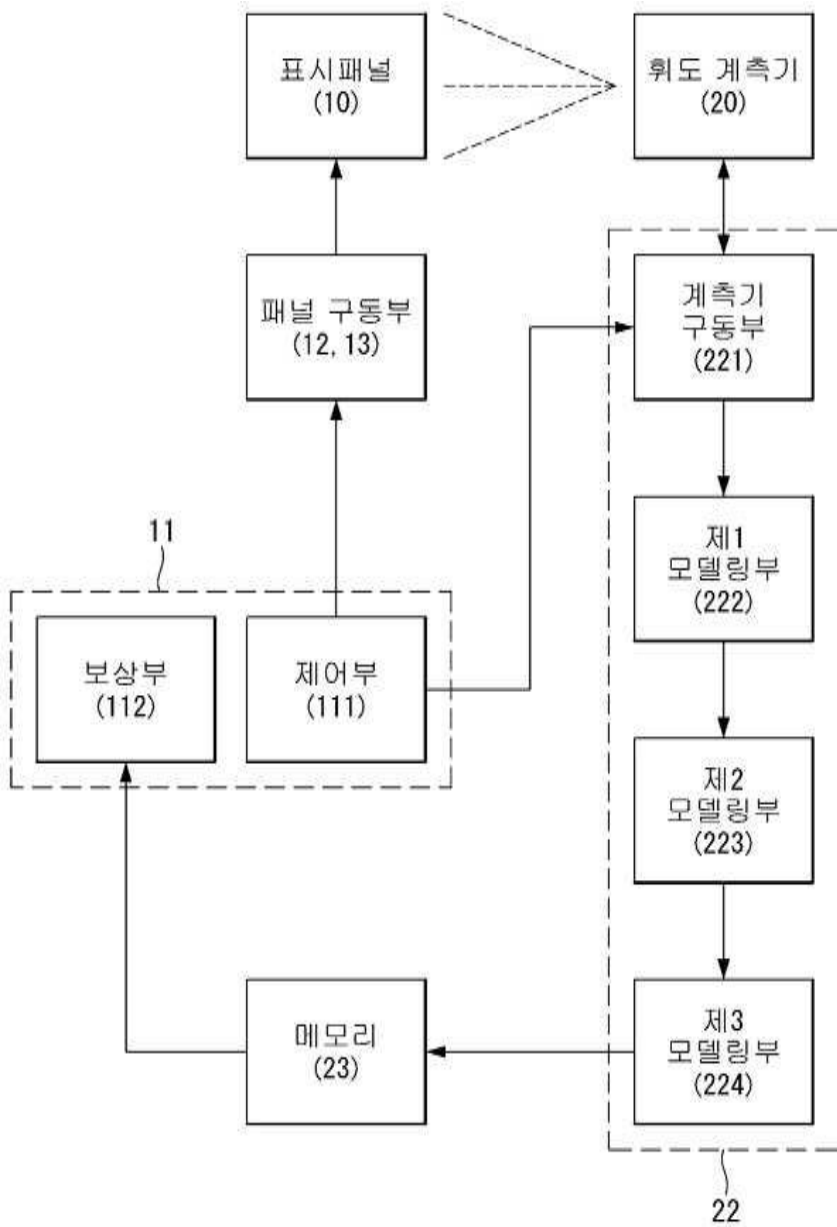 표시패널
(10)
휘도 계측기
(20)
패널 구동부
(12, 13)
계측기
구동부
(221)
제1
모델링부
(222)
11
보상부
(112)
제어부
(111)
제2
모델링부
(223)
메모리
(23)
제3
모델링부
(224)
22